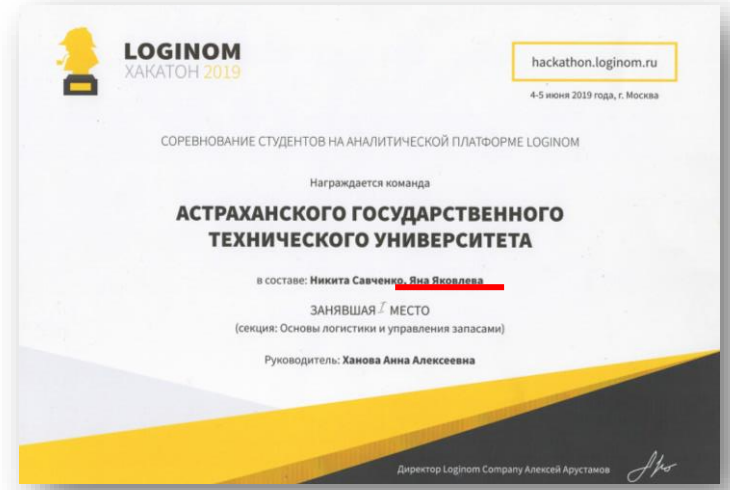 LOGINOM
ХАКАТОН 2019
hackathon.loginom.ru
4-5 июня 2019 года, г. Москва
СОРЕВНОВАНИЕ СТУДЕНТОВ НА АНАЛИТИЧЕСКОЙ ПЛАТФОРМЕ LOGINOM
Награждается команда
АСТРАХАНСКОГО ГОСУДАРСТВЕННОГО
ТЕХНИЧЕСКОГО УНИВЕРСИТЕТА
в составе: Никита Савченко, Яна Яковлева
ЗАНЯВШАЯ I МЕСТО
(секция: Основы логистики и управления запасами)
Руководитель: Ханова Анна Алексеевна
Директор Loginom Company Алексей Арустамов